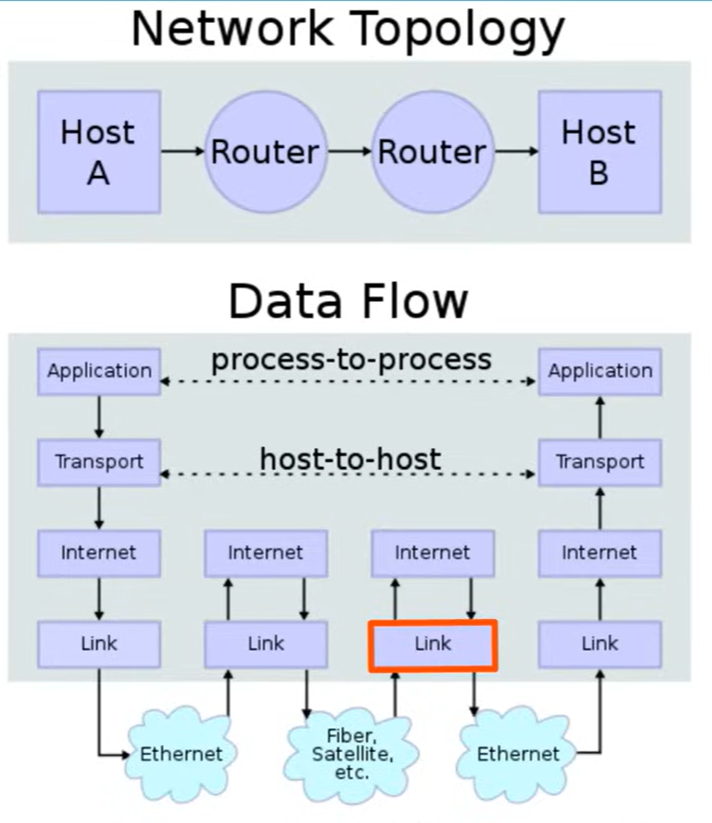 Network Topology
Host
A
Router
Router
Host
B
Data Flow
Application
process-to-process
Application
Transport
host-to-host
Transport
Internet
Internet
Internet
Internet
Link
Link
Link
Link
Ethernet
Fiber,
Satellite,
etc.
Ethernet